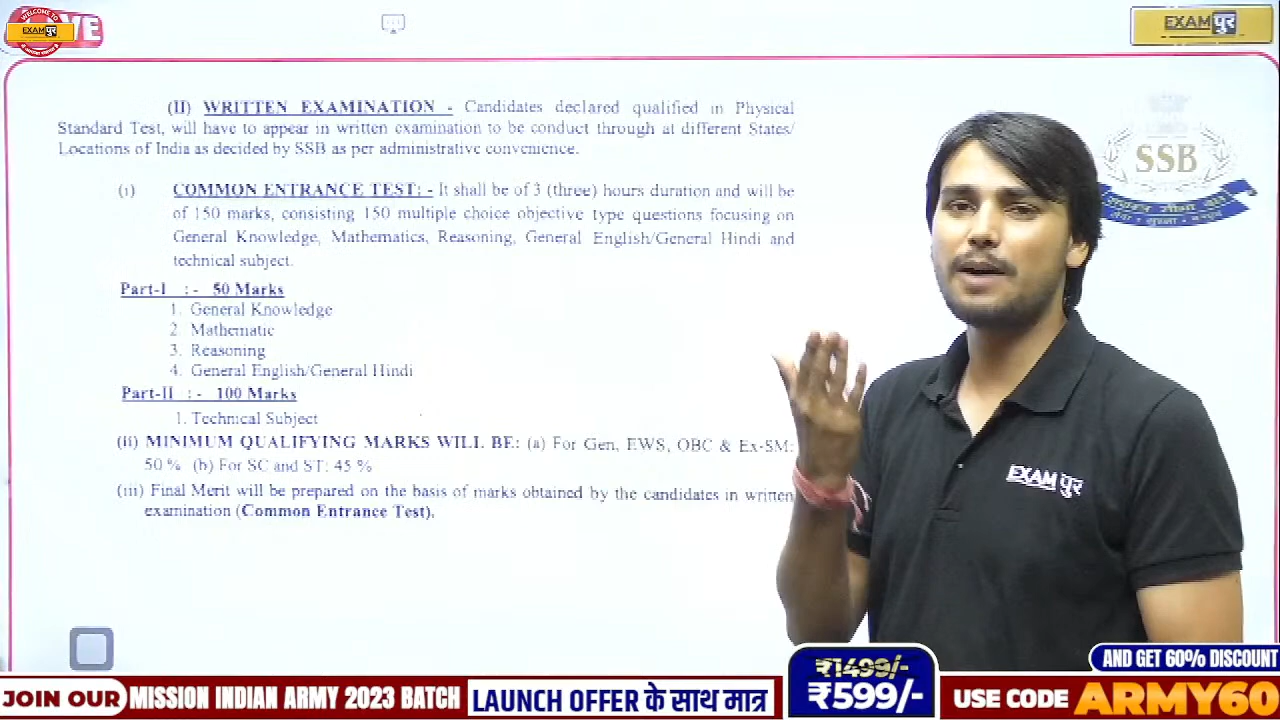 WELCOME TO
EXAMपुर
VE
EXAMपुर
(II) WRITTEN EXAMINATION - Candidates declared qualified in Physical
Standard Test, will have to appear in written examination to be conduct through at different States/
Locations of India as decided by SSB as per administrative convenience.
(i) COMMON ENTRANCE TEST: - It shall be of 3 (three) hours duration and will be
of 150 marks, consisting 150 multiple choice objective type questions focusing on
General Knowledge, Mathematics, Reasoning, General English/General Hindi and
technical subject.
Part-I :- 50 Marks
1. General Knowledge
2 Mathematic
3. Reasoning
4. General English/General Hindi
Part-II :- 100 Marks
1. Technical Subject
(ii) MINIMUM QUALIFYING MARKS WILL BE: (a) For Gen, EWS, OBC & Ex-SM:
50 % (b) For SC and ST: 45 %
(iii) Final Merit will be prepared on the basis of marks obtained by the candidates in written
examination (Common Entrance Test).
SSB
सशस्त्र सीमा बल
EXAMपुर
JOIN OUR MISSION INDIAN ARMY 2023 BATCH LAUNCH OFFER के साथ मात्र
₹1499/-
₹599/-
AND GET 60% DISCOUNT
USE CODE ARMY60